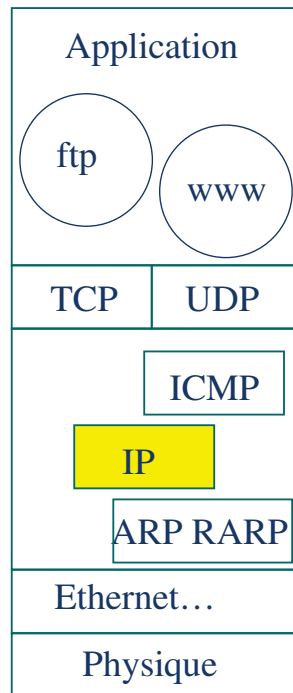 Application
ftp
www
TCP UDP
ICMP
IP
ARP RARP
Ethernet…
Physique